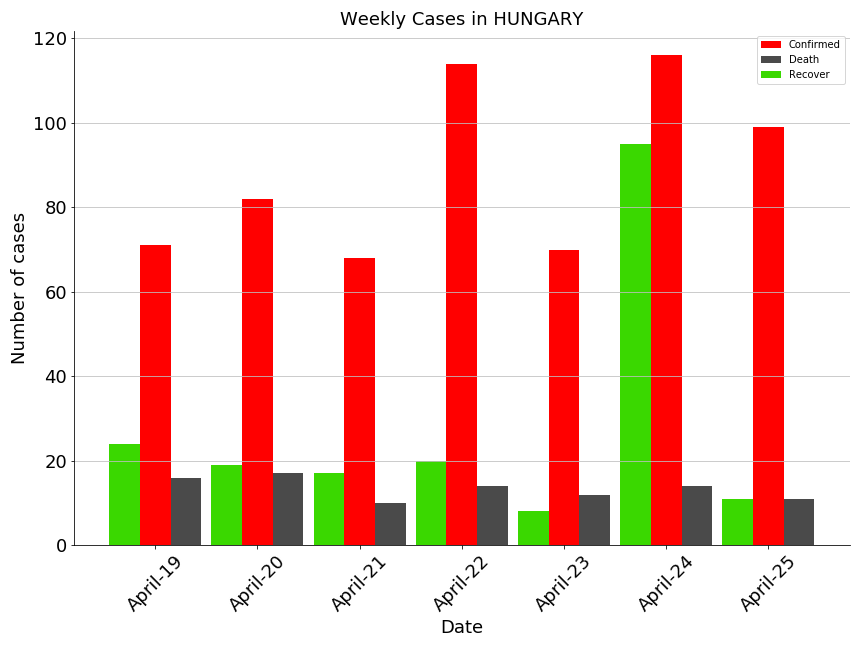 Weekly Cases in HUNGARY
Confirmed
Death
Recover
Number of cases
120
100
80
60
40
20
0
April-19
April-20
April-21
April-22
April-23
April-24
April-25
Date